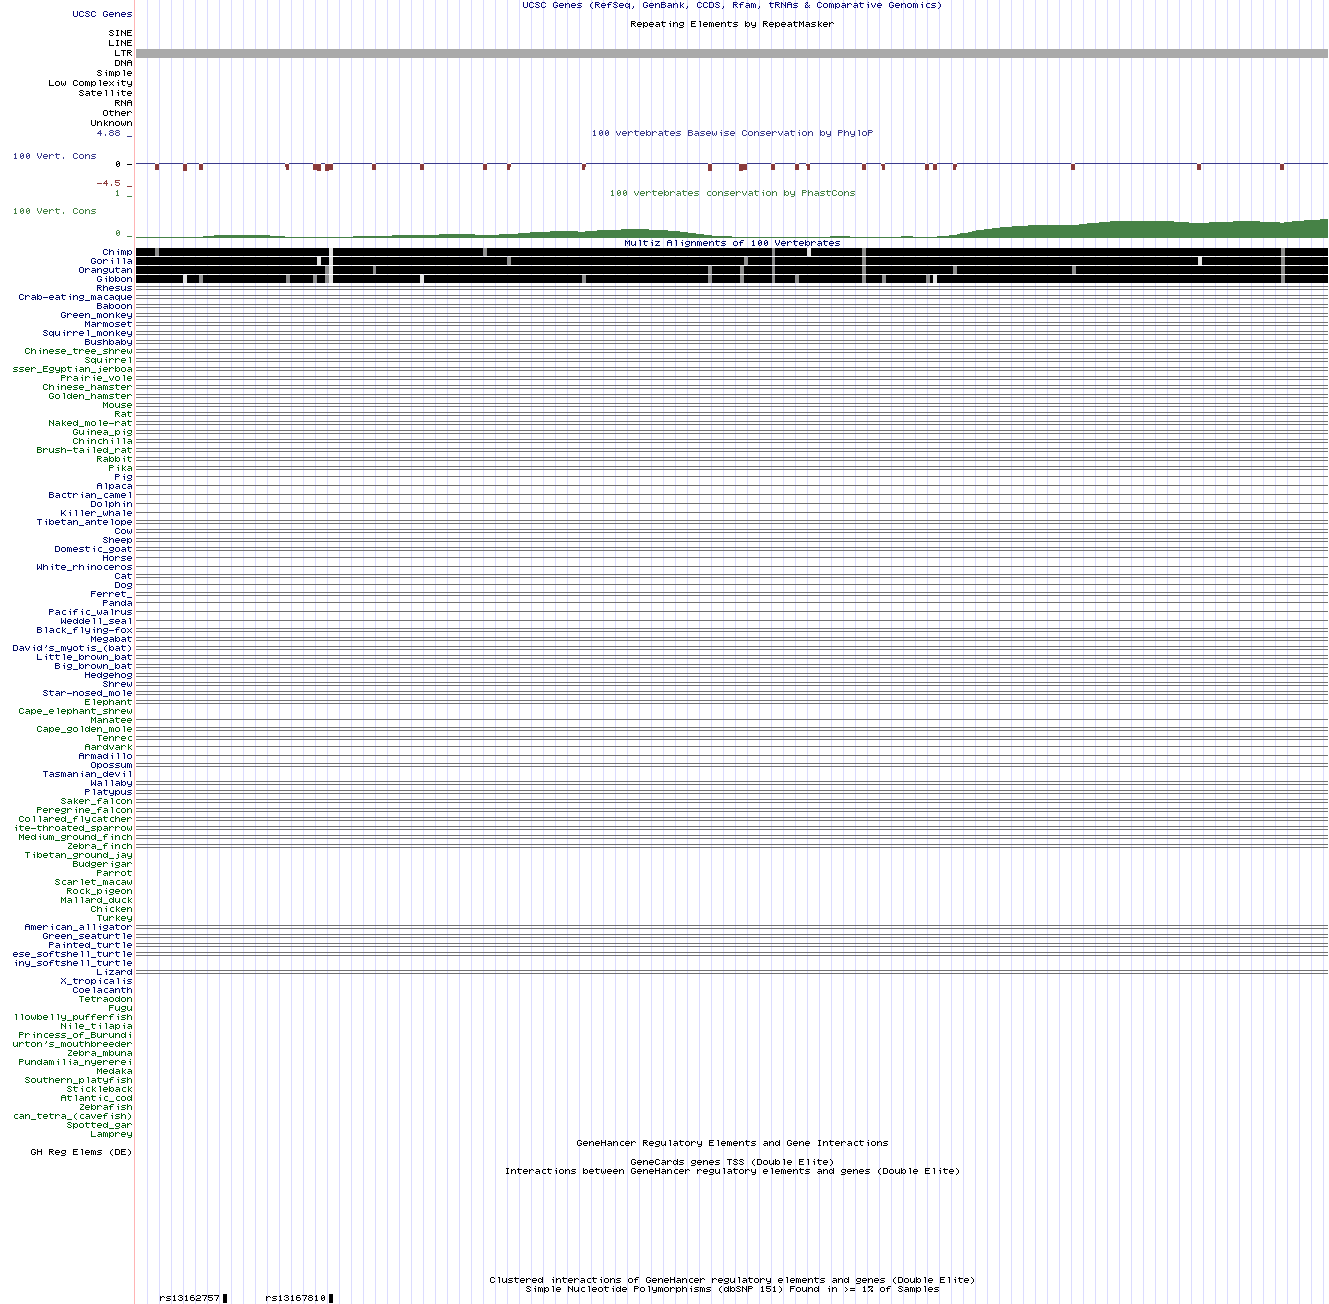 UCSC Genes (RefSeq, GenBank, CCDS, Rfam, tRNAs & Comparative Genomics)
UCSC Genes
Repeating Elements by RepeatMasker
SINE
LINE
LTR
DNA
Simple
Low Complexity
Satellite
RNA
Other
Unknown
4.88 _
100 vertebrates Basewise Conservation by PhyloP
100 Vert. Cons
0 -
-4.5 _
100 vertebrates conservation by PhastCons
1 _
100 Vert. Cons
0 _
Multiz Alignments of 100 Vertebrates
Chimp
Gorilla
Orangutan
Gibbon
Rhesus
Crab-eating_macaque
Baboon
Green_monkey
Marmoset
Squirrel_monkey
Bushbaby
Chinese_tree_shrew
Squirrel
sser_Egyptian_jerboa
Prairie_vole
Chinese_hamster
Golden_hamster
Mouse
Rat
Naked_mole-rat
Guinea_pig
Chinchilla
Brush-tailed_rat
Rabbit
Pika
Pig
Alpaca
Bactrian_camel
Dolphin
Killer_whale
Tibetan_antelope
Cow
Sheep
Domestic_goat
Horse
White_rhinoceros
Cat
Dog
Ferret_
Panda
Pacific_walrus
Weddell_seal
Black_flying-fox
Megabat
David's_myotis_(bat)
Little_brown_bat
Big_brown_bat
Hedgehog
Shrew
Star-nosed_mole
Elephant
Cape_elephant_shrew
Manatee
Cape_golden_mole
Tenrec
Aardvark
Armadillo
Opossum
Tasmanian_devil
Wallaby
Platypus
Saker_falcon
Peregrine_falcon
Collared_flycatcher
ite-throated_sparrow
Medium_ground_finch
Zebra_finch
Tibetan_ground_jay
Budgerigar
Parrot
Scarlet_macaw
Rock_pigeon
Mallard_duck
Chicken
Turkey
American_alligator
Green_seaturtle
Painted_turtle
ese_softshell_turtle
iny_softshell_turtle
Lizard
X_tropicalis
Coelacanth
Tetraodon
Fugu
llowbelly_pufferfish
Nile_tilapia
Princess_of_Burundi
urton's_mouthbreeder
Zebra_mbuna
Pundamilia_nyererei
Medaka
Southern_platyfish
Stickleback
Atlantic_cod
Zebrafish
can_tetra_(cavefish)
Spotted_gar
Lamprey
GeneHancer Regulatory Elements and Gene Interactions
GH Reg Elems (DE)
GeneCards genes TSS (Double Elite)
Interactions between GeneHancer regulatory elements and genes (Double Elite)
Clustered interactions of GeneHancer regulatory elements and genes (Double Elite)
Simple Nucleotide Polymorphisms (dbSNP 151) Found in >= 1% of Samples
rs13162757 rs13167810